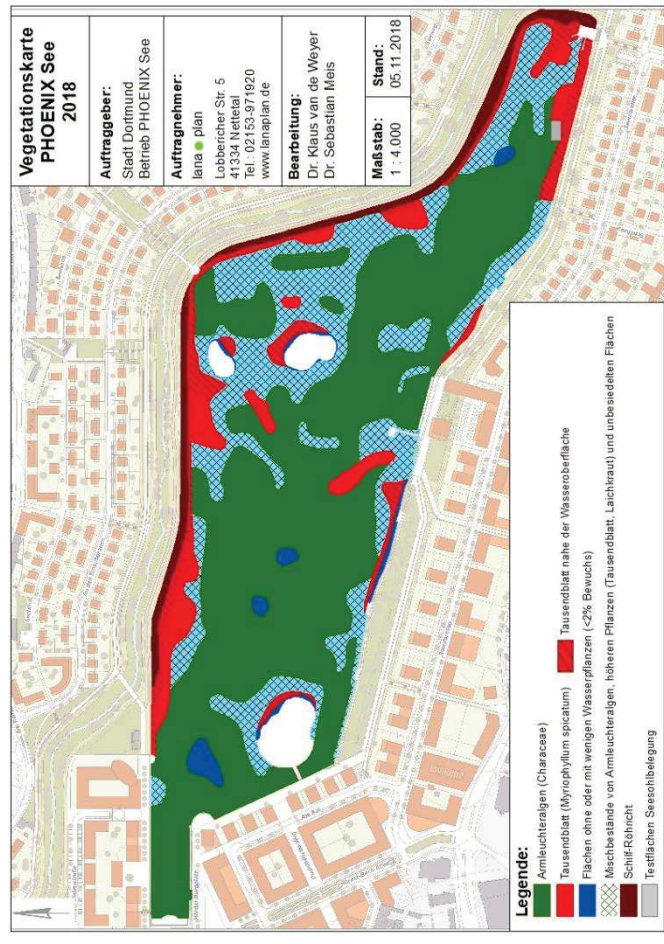 Vegetationskarte
PHOENIX See
2018
Auftraggeber:
Stadt Dortmund
Betrieb PHOENIX See
Auftragnehmer:
lana plan
Lobbericher Str. 5
41334 Nettetal
Tel.: 02153-971920
www.lanaplan.de
Bearbeitung:
Dr. Klaus van de Weyer
Dr. Sebastian Meis
Maßstab:
1 : 4.000
Stand:
05.11.2018
Legende:
Armleuchteralgen (Characeae)
Tausendblatt (Myriophyllum spicatum)
Tausendblatt nahe der Wasseroberfläche
Flächen ohne oder mit wenigen Wasserpflanzen (<2% Bewuchs)
Mischbestände von Armleuchteralgen, höheren Pflanzen (Tausendblatt, Laichkraut) und unbesiedelten Flächen
Schilf-Röhricht
Testflächen Seesohlbelegung
Am Kai